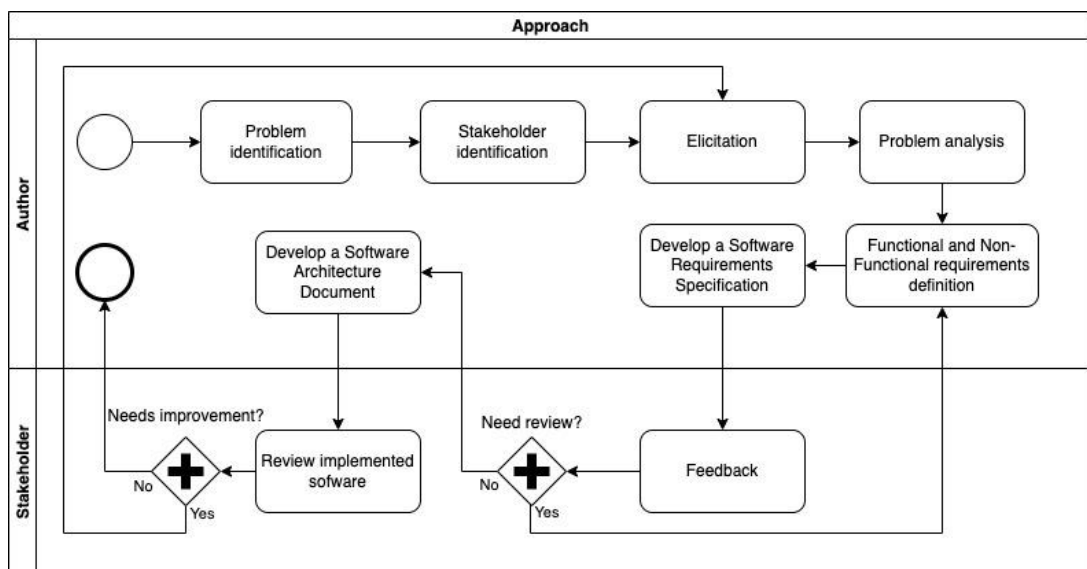 Approach
Author
Problem
identification
Stakeholder
identification
Elicitation
Problem analysis
Develop a Software
Architecture
Document
Develop a Software
Requirements
Specification
Functional and Non-
Functional requirements
definition
Stakeholder
Needs improvement?
No
Yes
Review implemented
sofware
Need review?
No
Yes
Feedback